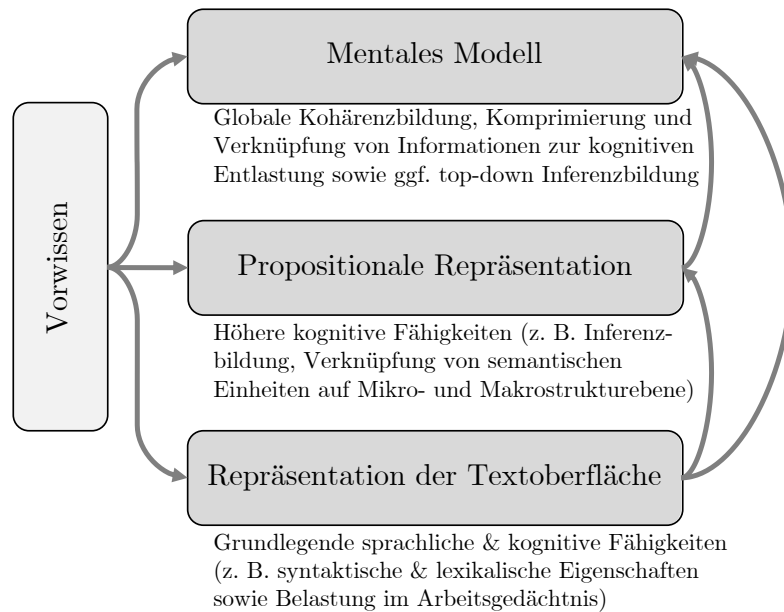 Mentales Modell
Globale Kohärenzbildung, Komprimierung und
Verknüpfung von Informationen zur kognitiven
Entlastung sowie ggf. top-down Inferenzbildung
Vorwissen
Propositionale Repräsentation
Höhere kognitive Fähigkeiten (z. B. Inferenz-
bildung, Verknüpfung von semantischen
Einheiten auf Mikro- und Makrostrukturebene)
Repräsentation der Textoberfläche
Grundlegende sprachliche & kognitive Fähigkeiten
(z. B. syntaktische & lexikalische Eigenschaften
sowie Belastung im Arbeitsgedächtnis)